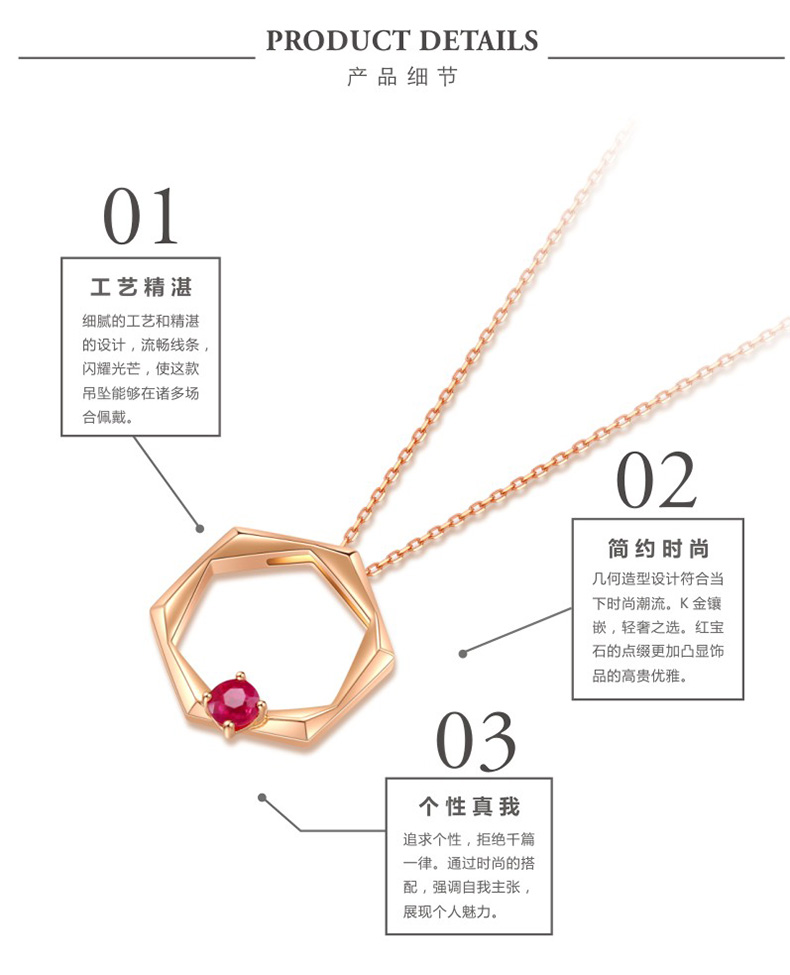 PRODUCT DETAILS
产品细节
01
工艺精湛
细腻的工艺和精湛
的设计，流畅线条，
闪耀光芒，使这款
吊坠能够在诸多场
合佩戴。
02
简约时尚
几何造型设计符合当
下时尚潮流。K 金镶
嵌，轻奢之选。红宝
石的点缀更加凸显饰
品的高贵优雅。
03
个性真我
追求个性，拒绝千篇
一律。通过时尚的搭
配，强调自我主张，
展现个人魅力。